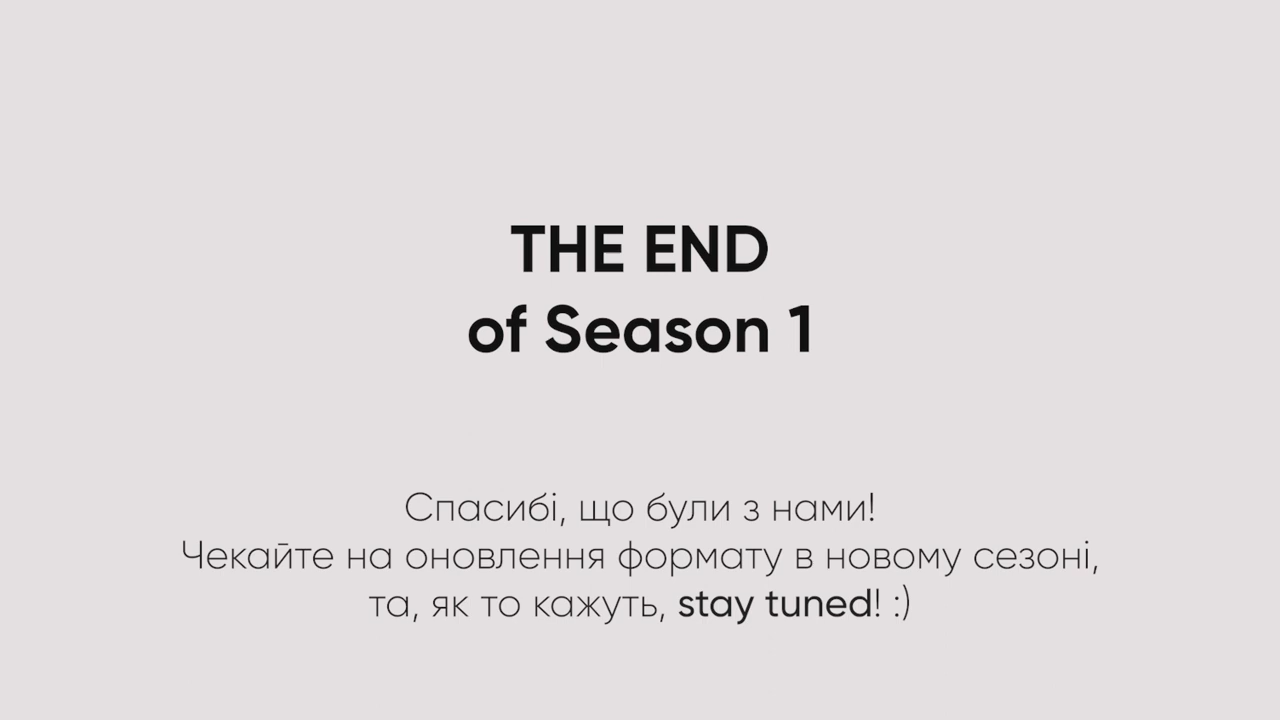 THE END
of Season 1
Спасибі, що були з нами!
Чекайте на оновлення формату в новому сезоні,
та, як то кажуть, stay tuned! :)